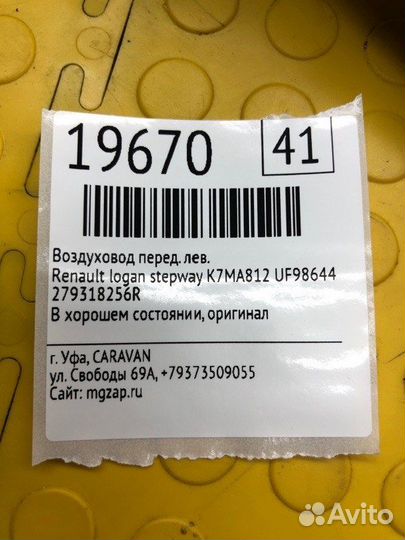 19670 41
Воздуховод перед. лев.
Renault logan stepway K7MA812 UF98644
279318256R
В хорошем состоянии, оригинал
г. Уфа, CARAVAN
ул. Свободы 69А, +79373509055
Сайт: mgzap.ru
Avito